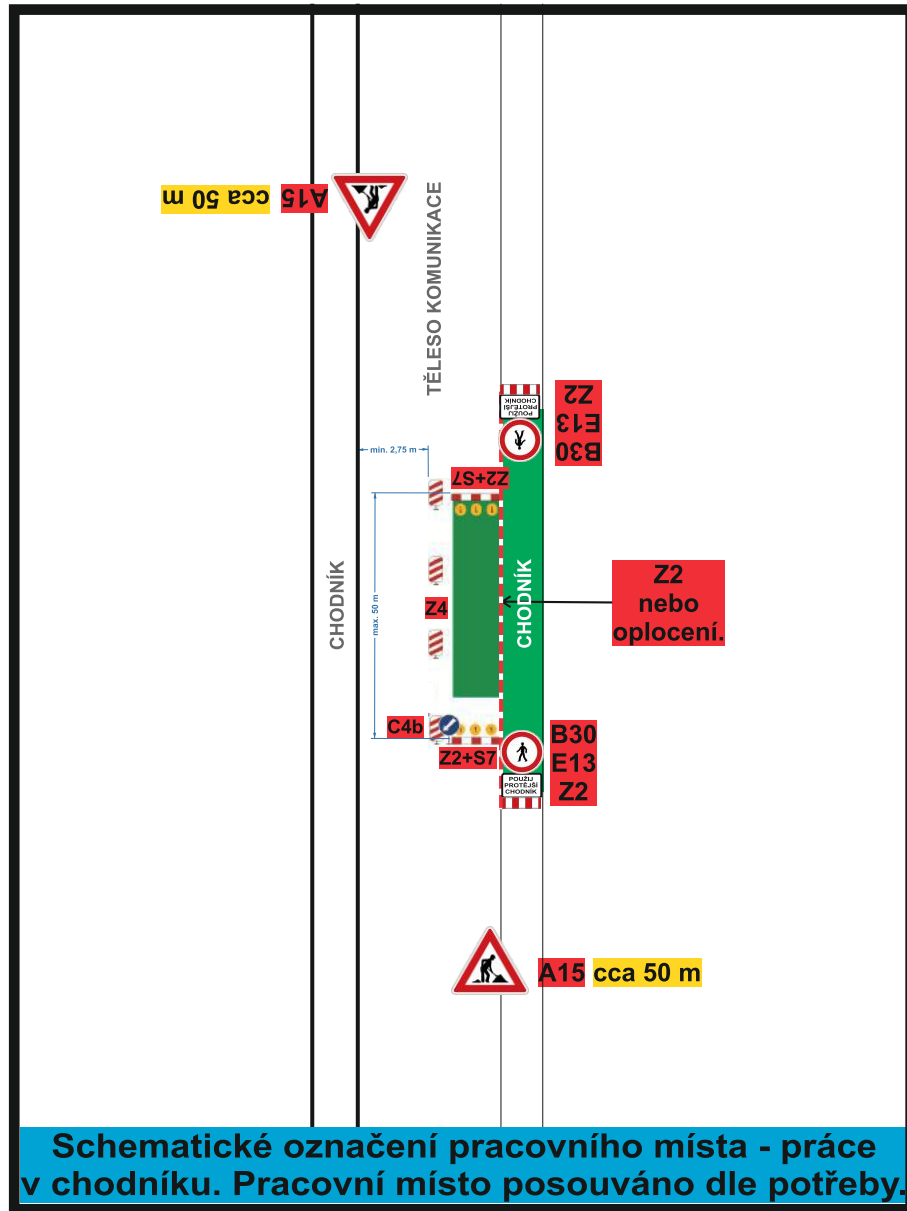 A15 cca 50 m
TĚLESO KOMUNIKACE
Z2
E13
B30
POUŽIJ
PROTĚJŠÍ
CHODNÍK
min. 2,75 m
Z2+S7
CHODNÍK
max. 50 m
Z4
CHODNÍK
Z2
nebo
oplocení.
C4b
Z2+S7
B30
E13
Z2
POUŽIJ
PROTĚJŠÍ
CHODNÍK
A15 cca 50 m
Schematické označení pracovního místa - práce
v chodníku. Pracovní místo posouváno dle potřeby.